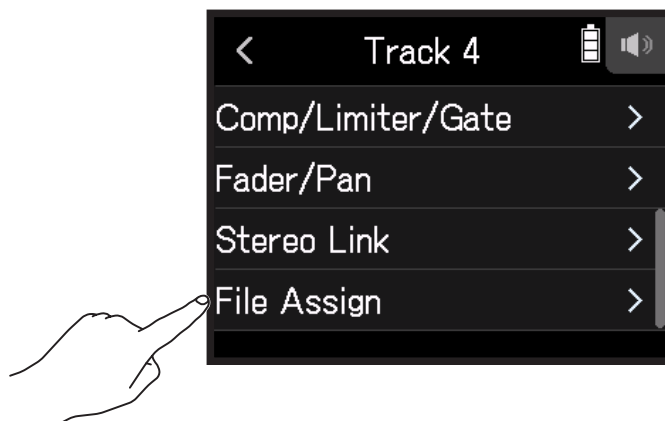 Track 4
Comp/Limiter/Gate
Fader/Pan
Stereo Link
File Assign